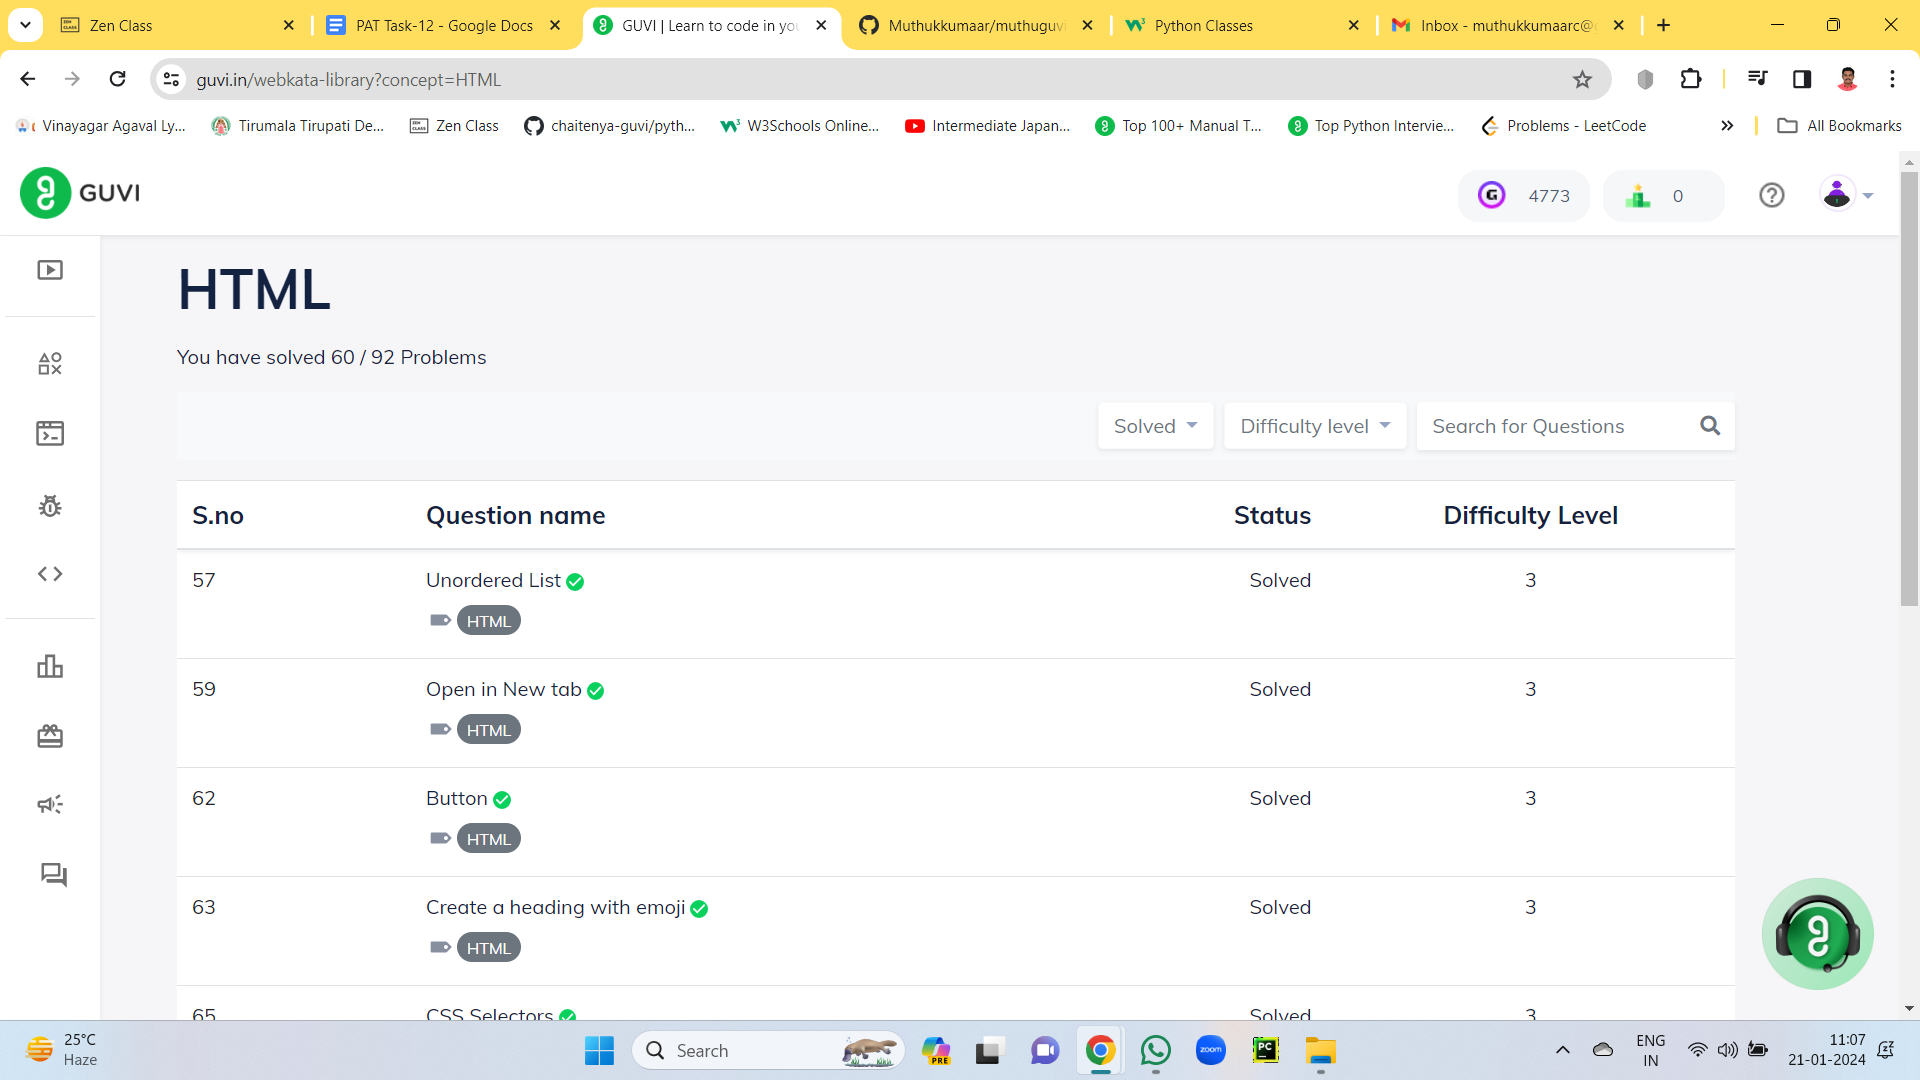 Zen Class
PAT Task-12 - Google Docs
GUVI | Learn to code in you
Muthukkumaar/muthuguvi
Python Classes
Inbox - muthukkumaarc@g
guvi.in/webkata-library?concept=HTML
Vinayagar Agaval Ly...
Tirumala Tirupati De...
Zen Class
chaitenya-guvi/pyth...
W3Schools Online...
Intermediate Japan...
Top 100+ Manual T...
Top Python Intervie...
Problems - LeetCode
All Bookmarks
GUVI
4773
0
HTML
You have solved 60 / 92 Problems
Solved
Difficulty level
Search for Questions
S.no Question name Status Difficulty Level
57 Unordered List Solved 3
HTML
59 Open in New tab Solved 3
HTML
62 Button Solved 3
HTML
63 Create a heading with emoji Solved 3
HTML
65 CSS Selectors Solved 3
25°C
Haze
Search
PRE
zoom
PC
ENG
IN
11:07
21-01-2024